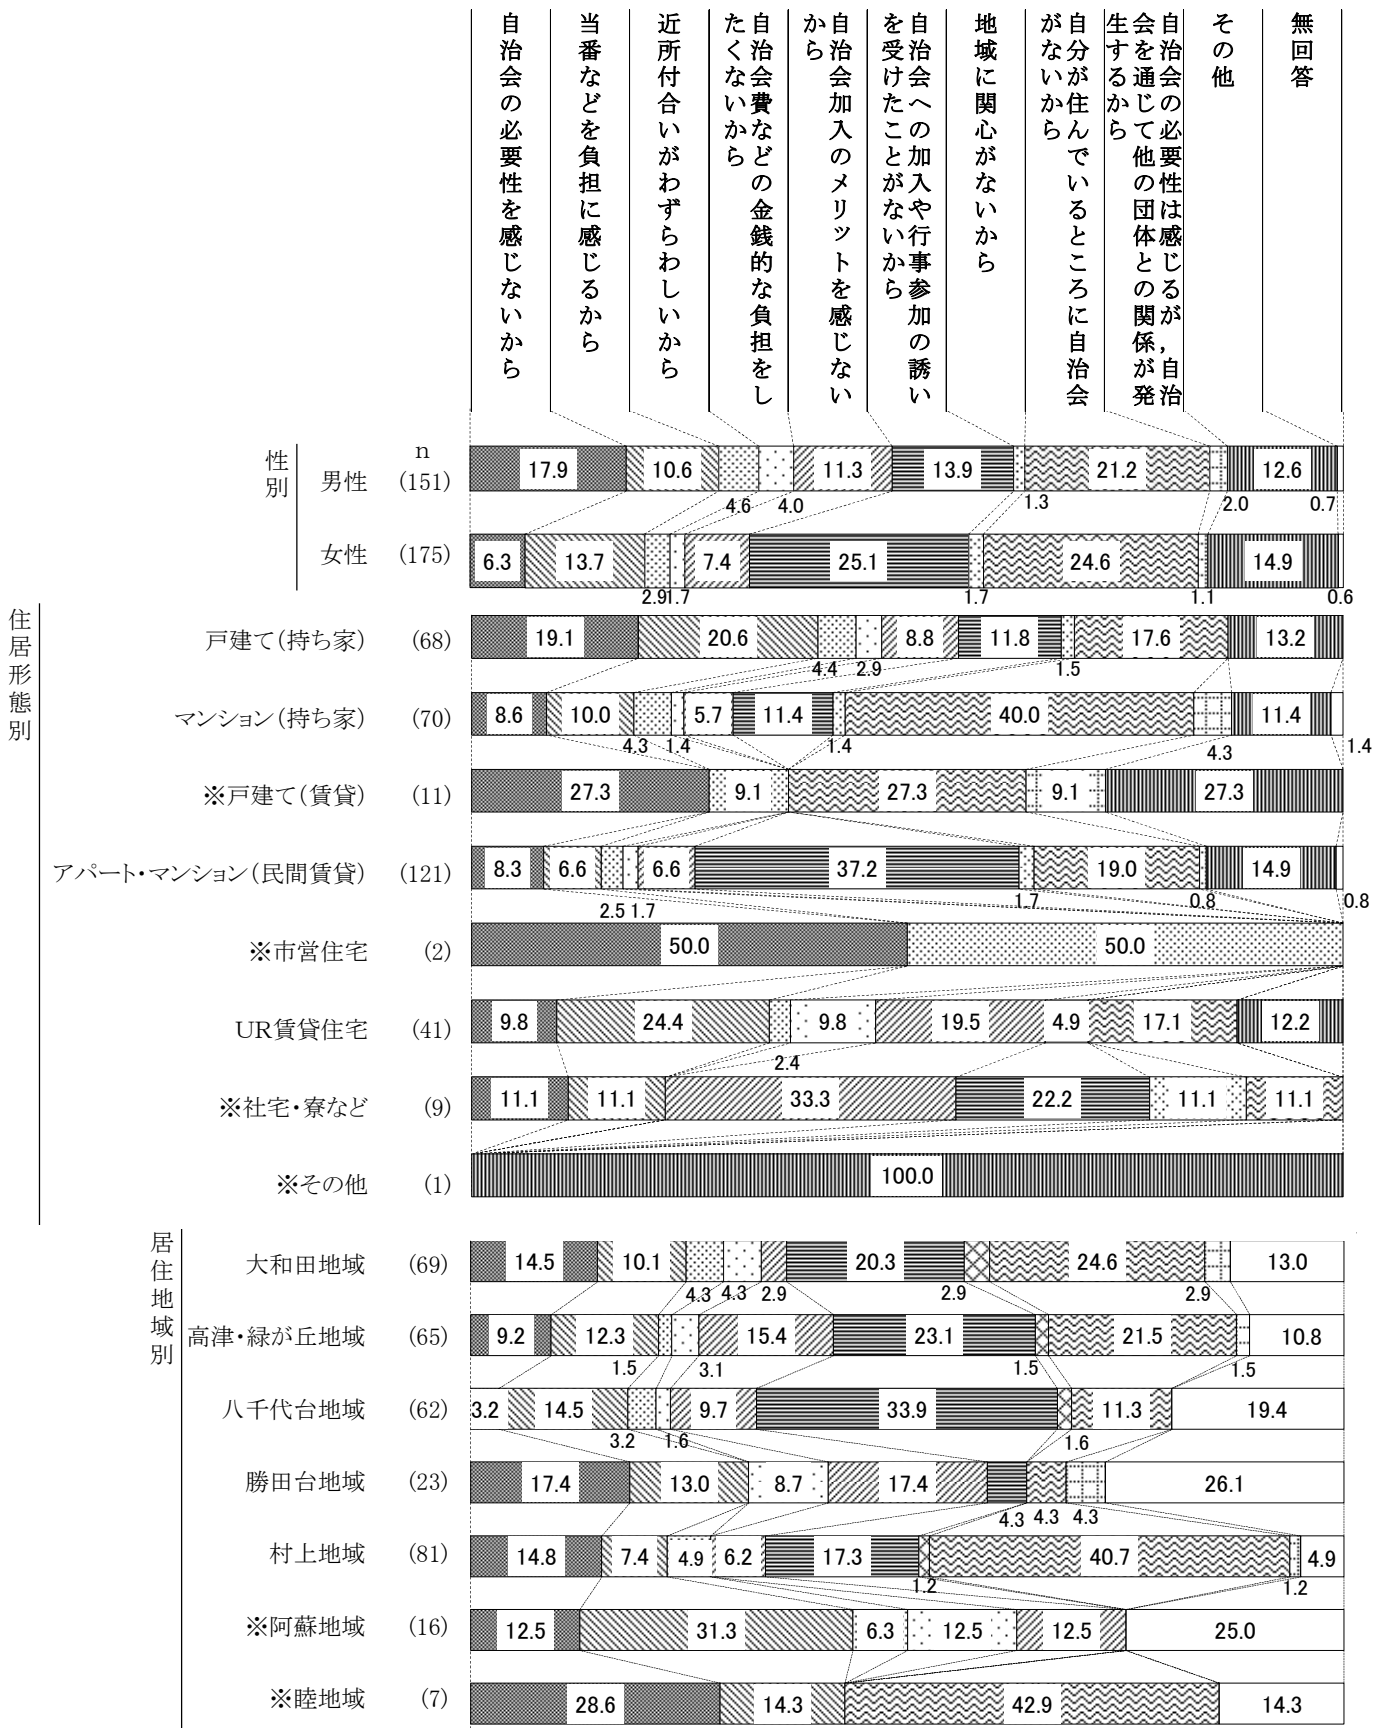 自治会の必要性を感じないから
当番などを負担に感じるから
近所付合いがわずらわしいから
自治会費などの金銭的な負担をし
たくないから
自治会加入のメリットを感じない
から
自治会への加入や行事参加の誘い
を受けたことがないから
地域に関心がないから
自分が住んでいるところに自治会
がないから
自治会の必要性は感じるが，自治
会を通じて他の団体との関係が発
生するから
その他
無回答
n
性別
男性 (151) 17.9 10.6 11.3 13.9 21.2 12.6
4.6 4.0 1.3 2.0 0.7
女性 (175) 6.3 13.7 7.4 25.1 24.6 14.9
2.9 1.7 1.7 1.1 0.6
住居形態別
戸建て(持ち家) (68) 19.1 20.6 8.8 11.8 17.6 13.2
4.4 2.9 1.5
マンション(持ち家) (70) 8.6 10.0 5.7 11.4 40.0 11.4
4.3 1.4 1.4 4.3 1.4
※戸建て(賃貸) (11) 27.3 9.1 27.3 9.1 27.3
アパート・マンション(民間賃貸) (121) 8.3 6.6 6.6 37.2 19.0 14.9
2.5 1.7 1.7 0.8 0.8
※市営住宅 (2) 50.0 50.0
UR賃貸住宅 (41) 9.8 24.4 9.8 19.5 4.9 17.1 12.2
2.4
※社宅・寮など (9) 11.1 11.1 33.3 22.2 11.1 11.1
※その他 (1) 100.0
居住地域別
大和田地域 (69) 14.5 10.1 20.3 24.6 13.0
4.3 4.3 2.9 2.9 2.9
高津・緑が丘地域 (65) 9.2 12.3 15.4 23.1 21.5 10.8
1.5 3.1 1.5 1.5
八千代台地域 (62) 3.2 14.5 9.7 33.9 11.3 19.4
3.2 1.6 1.6
勝田台地域 (23) 17.4 13.0 8.7 17.4 26.1
4.3 4.3 4.3
村上地域 (81) 14.8 7.4 4.9 6.2 17.3 40.7 4.9
1.2 1.2
※阿蘇地域 (16) 12.5 31.3 6.3 12.5 12.5 25.0
※睦地域 (7) 28.6 14.3 42.9 14.3